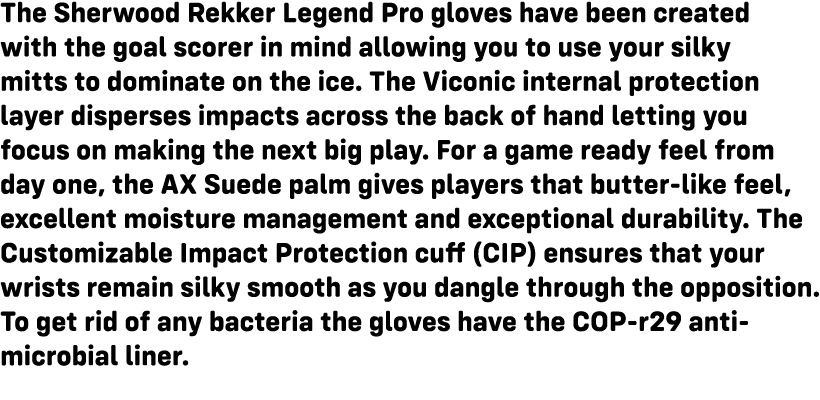 The Sherwood Rekker Legend Pro gloves have been created
with the goal scorer in mind allowing you to use your silky
mitts to dominate on the ice. The Viconic internal protection
layer disperses impacts across the back of hand letting you
focus on making the next big play. For a game ready feel from
day one, the AX Suede palm gives players that butter-like feel,
excellent moisture management and exceptional durability. The
Customizable Impact Protection cuff (CIP) ensures that your
wrists remain silky smooth as you dangle through the opposition.
To get rid of any bacteria the gloves have the COP-r29 anti-
microbial liner.